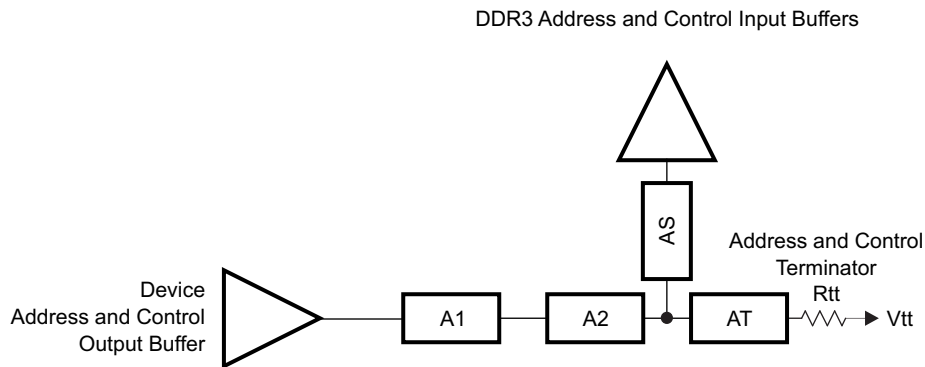 DDR3 Address and Control Input Buffers
AS
Address and Control
Terminator
Rtt
Device
Address and Control
Output Buffer
A1
A2
AT
Vtt